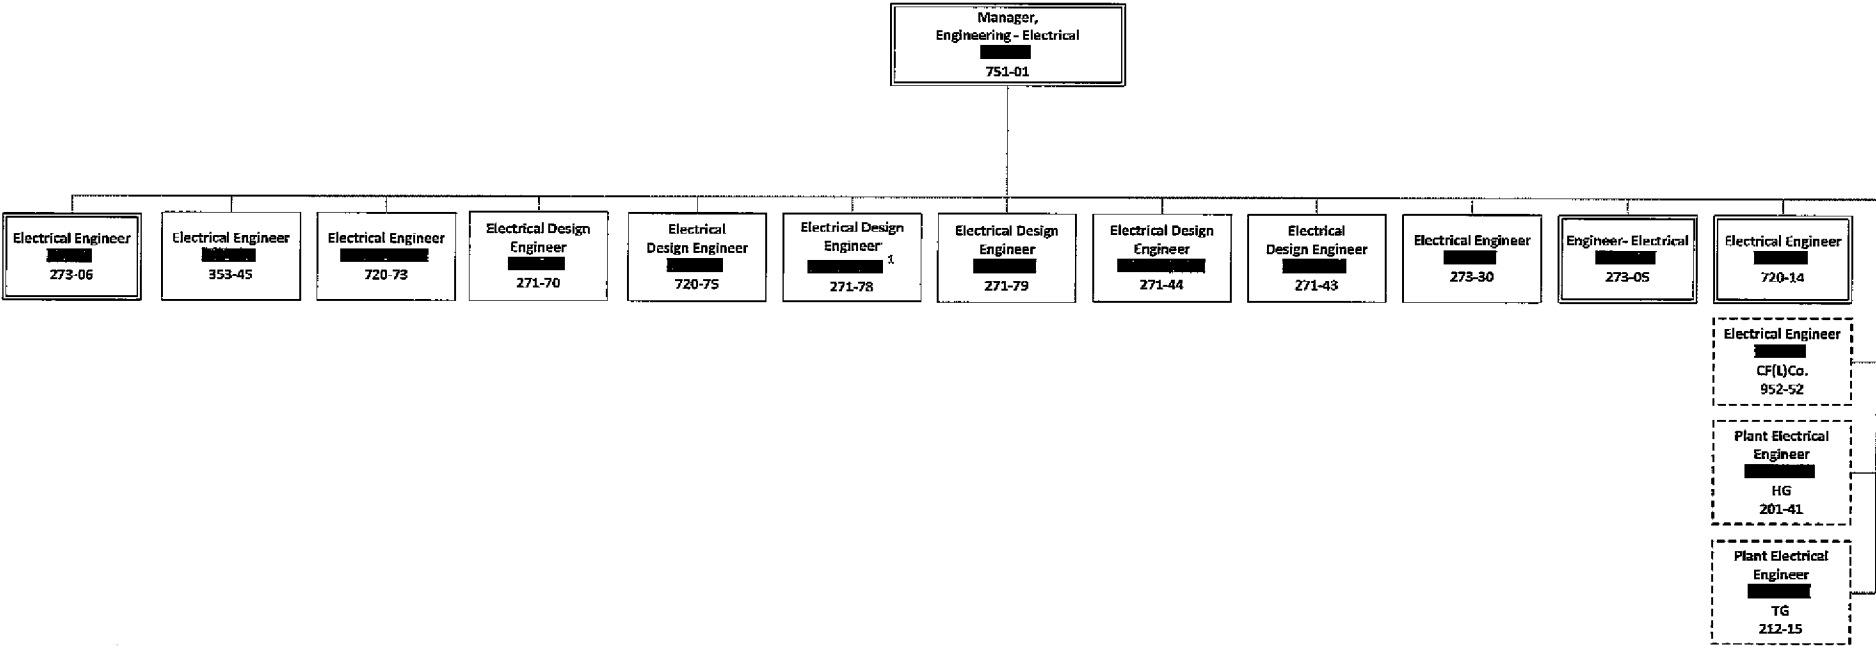 Manager,
Engineering - Electrical
751-01
Electrical Engineer
273-06
Electrical Engineer
353-45
Electrical Engineer
720-73
Electrical Design
Engineer
271-70
Electrical
Design Engineer
720-75
Electrical Design
Engineer
1
271-78
Electrical Design
Engineer
271-79
Electrical Design
Engineer
271-44
Electrical
Design Engineer
271-43
Electrical Engineer
273-30
Engineer- Electrical
273-05
Electrical Engineer
720-14
Electrical Engineer
CF(L)Co.
952-52
Plant Electrical
Engineer
HG
201-41
Plant Electrical
Engineer
TG
212-15